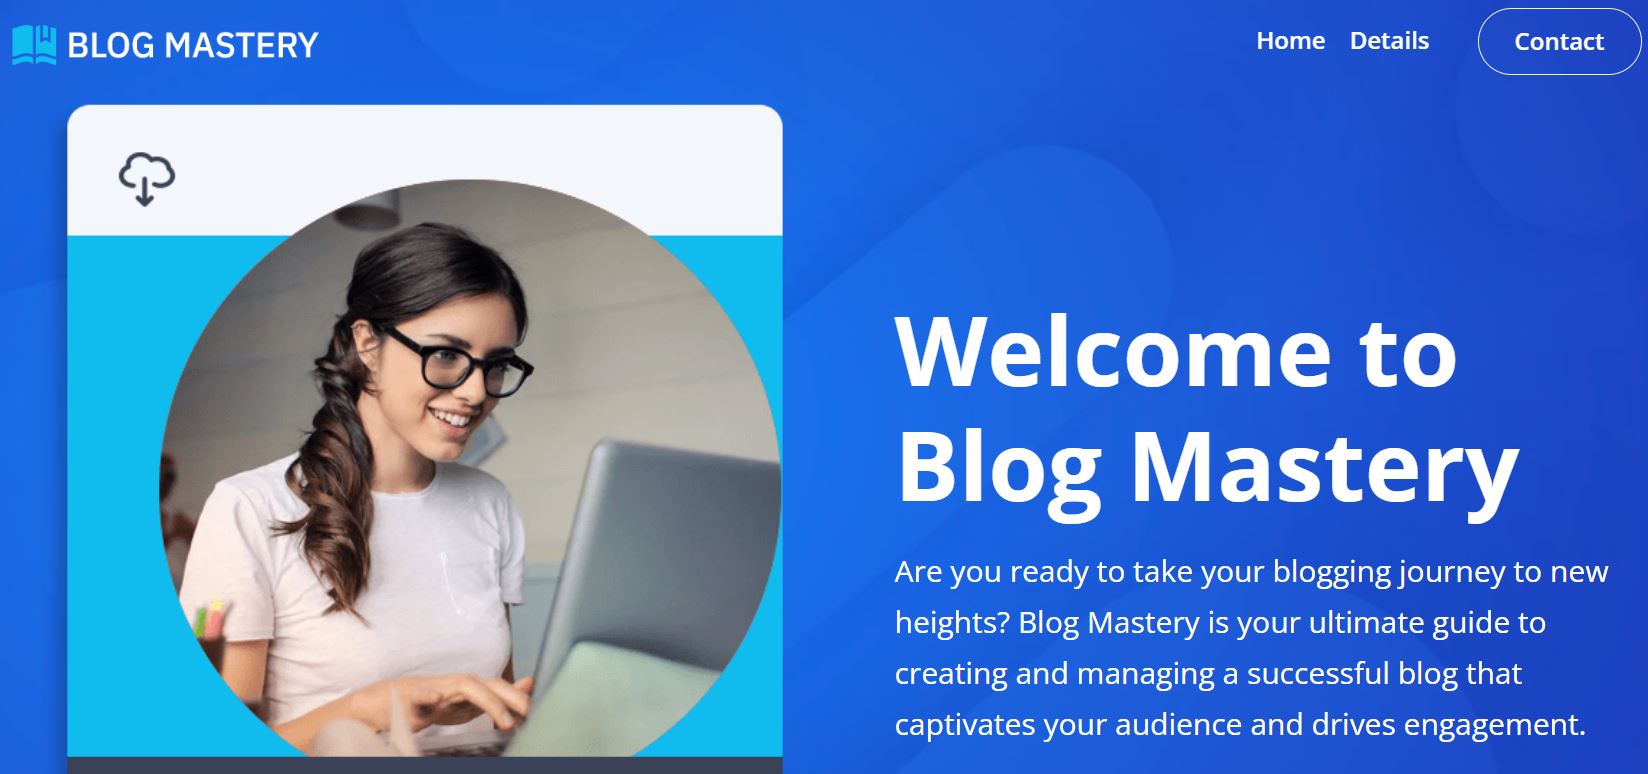 BLOG MASTERY
Home
Details
Contact
Welcome to
Blog Mastery
Are you ready to take your blogging journey to new
heights? Blog Mastery is your ultimate guide to
creating and managing a successful blog that
captivates your audience and drives engagement.